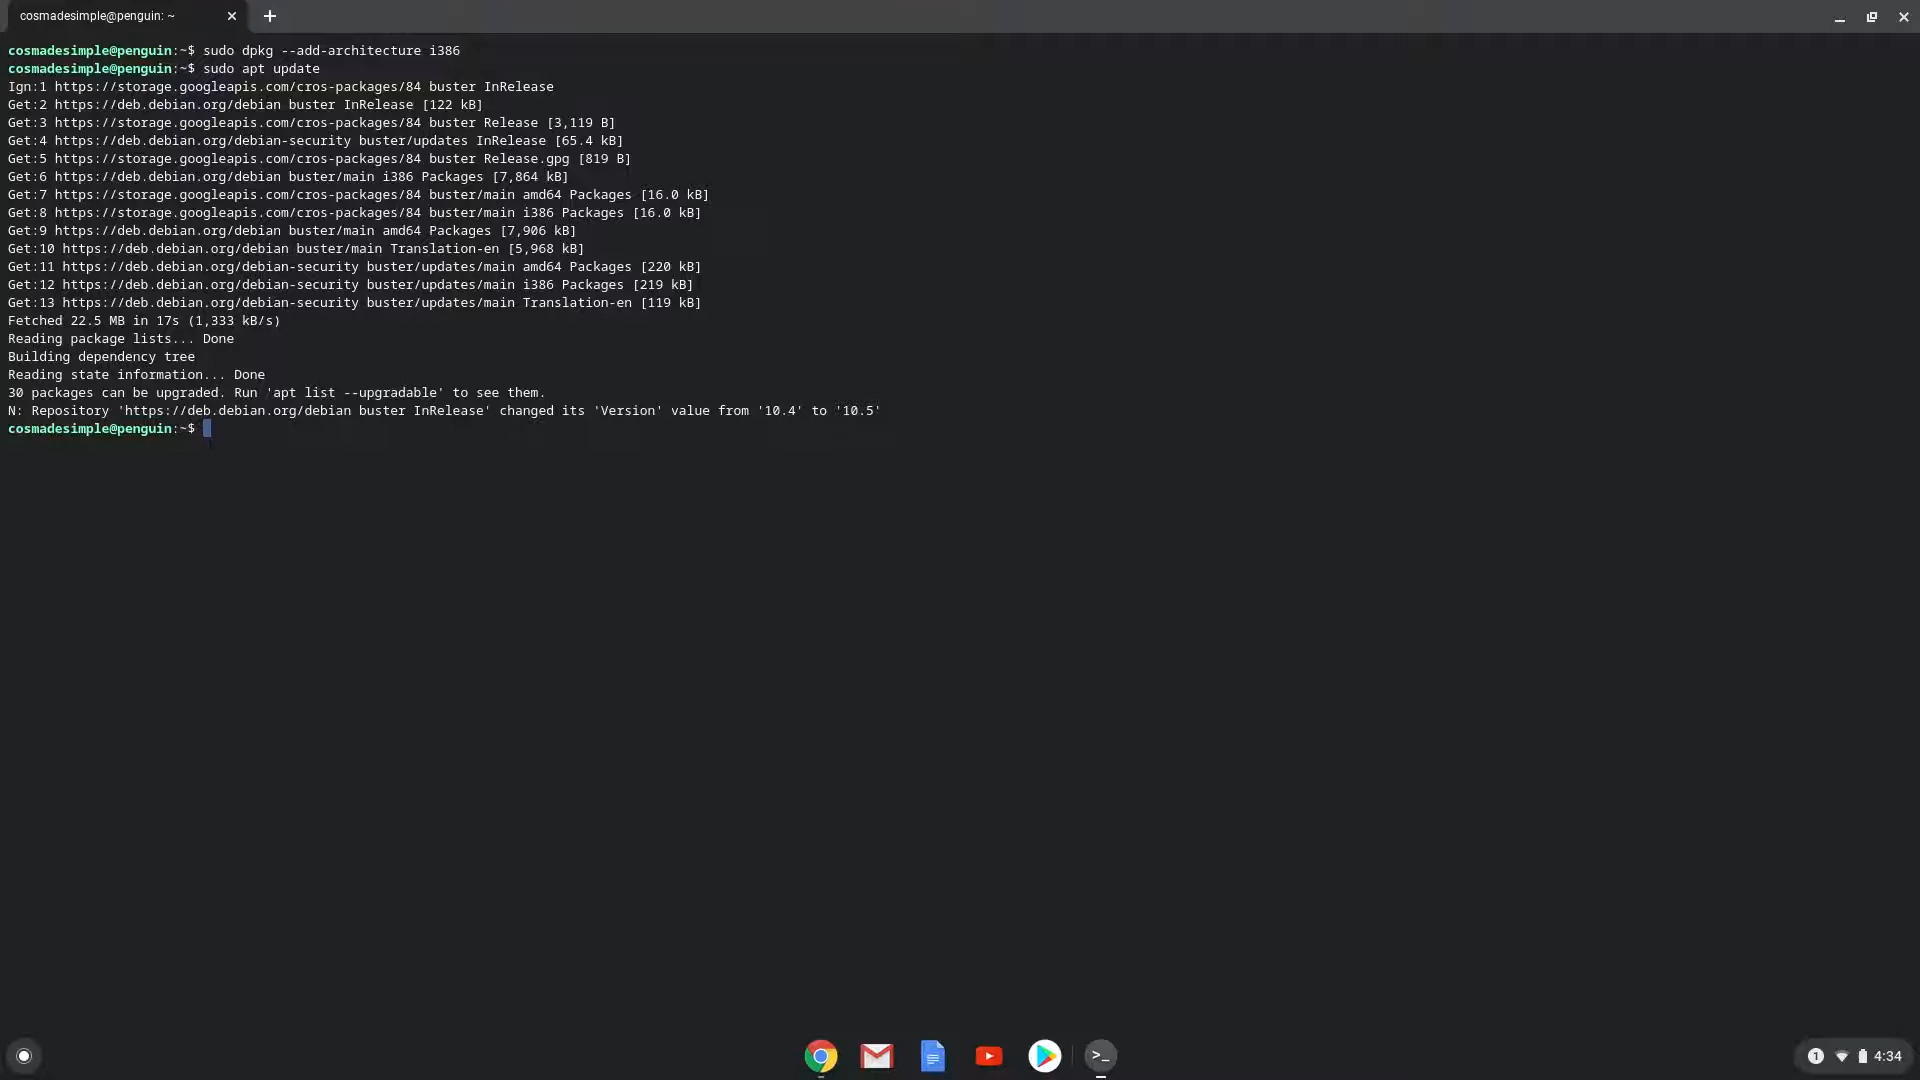 cosmadesimple@penguin: ~
cosmadesimple@penguin:~$ sudo dpkg --add-architecture i386
cosmadesimple@penguin:~$ sudo apt update
Ign:1 https://storage.googleapis.com/cros-packages/84 buster InRelease
Get:2 https://deb.debian.org/debian buster InRelease [122 kB]
Get:3 https://storage.googleapis.com/cros-packages/84 buster Release [3,119 B]
Get:4 https://deb.debian.org/debian-security buster/updates InRelease [65.4 kB]
Get:5 https://storage.googleapis.com/cros-packages/84 buster Release.gpg [819 B]
Get:6 https://deb.debian.org/debian buster/main i386 Packages [7,864 kB]
Get:7 https://storage.googleapis.com/cros-packages/84 buster/main amd64 Packages [16.0 kB]
Get:8 https://storage.googleapis.com/cros-packages/84 buster/main i386 Packages [16.0 kB]
Get:9 https://deb.debian.org/debian buster/main amd64 Packages [7,906 kB]
Get:10 https://deb.debian.org/debian buster/main Translation-en [5,968 kB]
Get:11 https://deb.debian.org/debian-security buster/updates/main amd64 Packages [220 kB]
Get:12 https://deb.debian.org/debian-security buster/updates/main i386 Packages [219 kB]
Get:13 https://deb.debian.org/debian-security buster/updates/main Translation-en [119 kB]
Fetched 22.5 MB in 17s (1,333 kB/s)
Reading package lists... Done
Building dependency tree
Reading state information... Done
30 packages can be upgraded. Run 'apt list --upgradable' to see them.
N: Repository 'https://deb.debian.org/debian buster InRelease' changed its 'Version' value from '10.4' to '10.5'
cosmadesimple@penguin:~$
>_
1 4:34